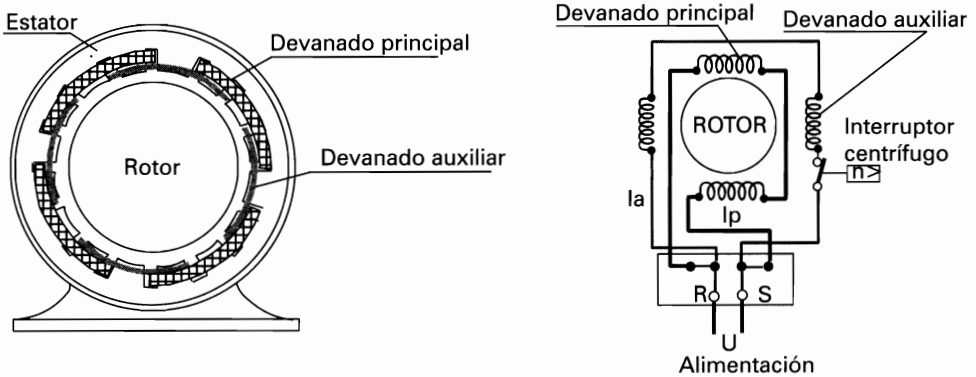 Estator
Devanado principal
Rotor
Devanado auxiliar
Devanado principal
Devanado auxiliar
ROTOR
Interruptor
centrífugo
n>
Ia
Ip
R
S
U
Alimentación